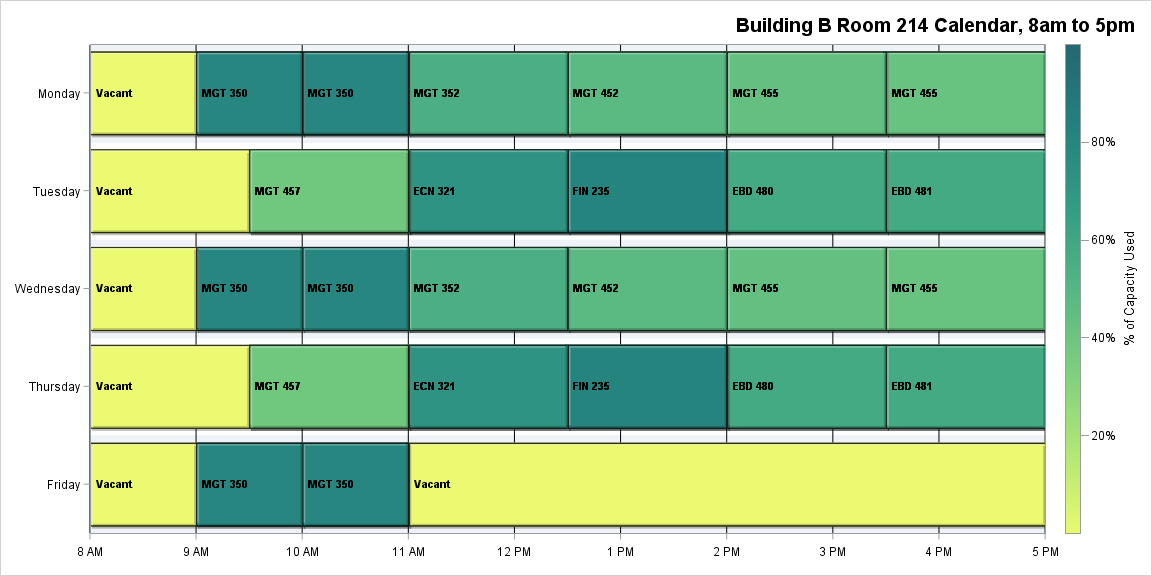 Building B Room 214 Calendar, 8am to 5pm
Monday
Vacant
MGT 350
MGT 350
MGT 352
MGT 452
MGT 455
MGT 455
Tuesday
Vacant
MGT 457
ECN 321
FIN 235
EBD 480
EBD 481
Wednesday
Vacant
MGT 350
MGT 350
MGT 352
MGT 452
MGT 455
MGT 455
Thursday
Vacant
MGT 457
ECN 321
FIN 235
EBD 480
EBD 481
Friday
Vacant
MGT 350
MGT 350
Vacant
8 AM
9 AM
10 AM
11 AM
12 PM
1 PM
2 PM
3 PM
4 PM
5 PM
80%
60%
40%
20%
% of Capacity Used